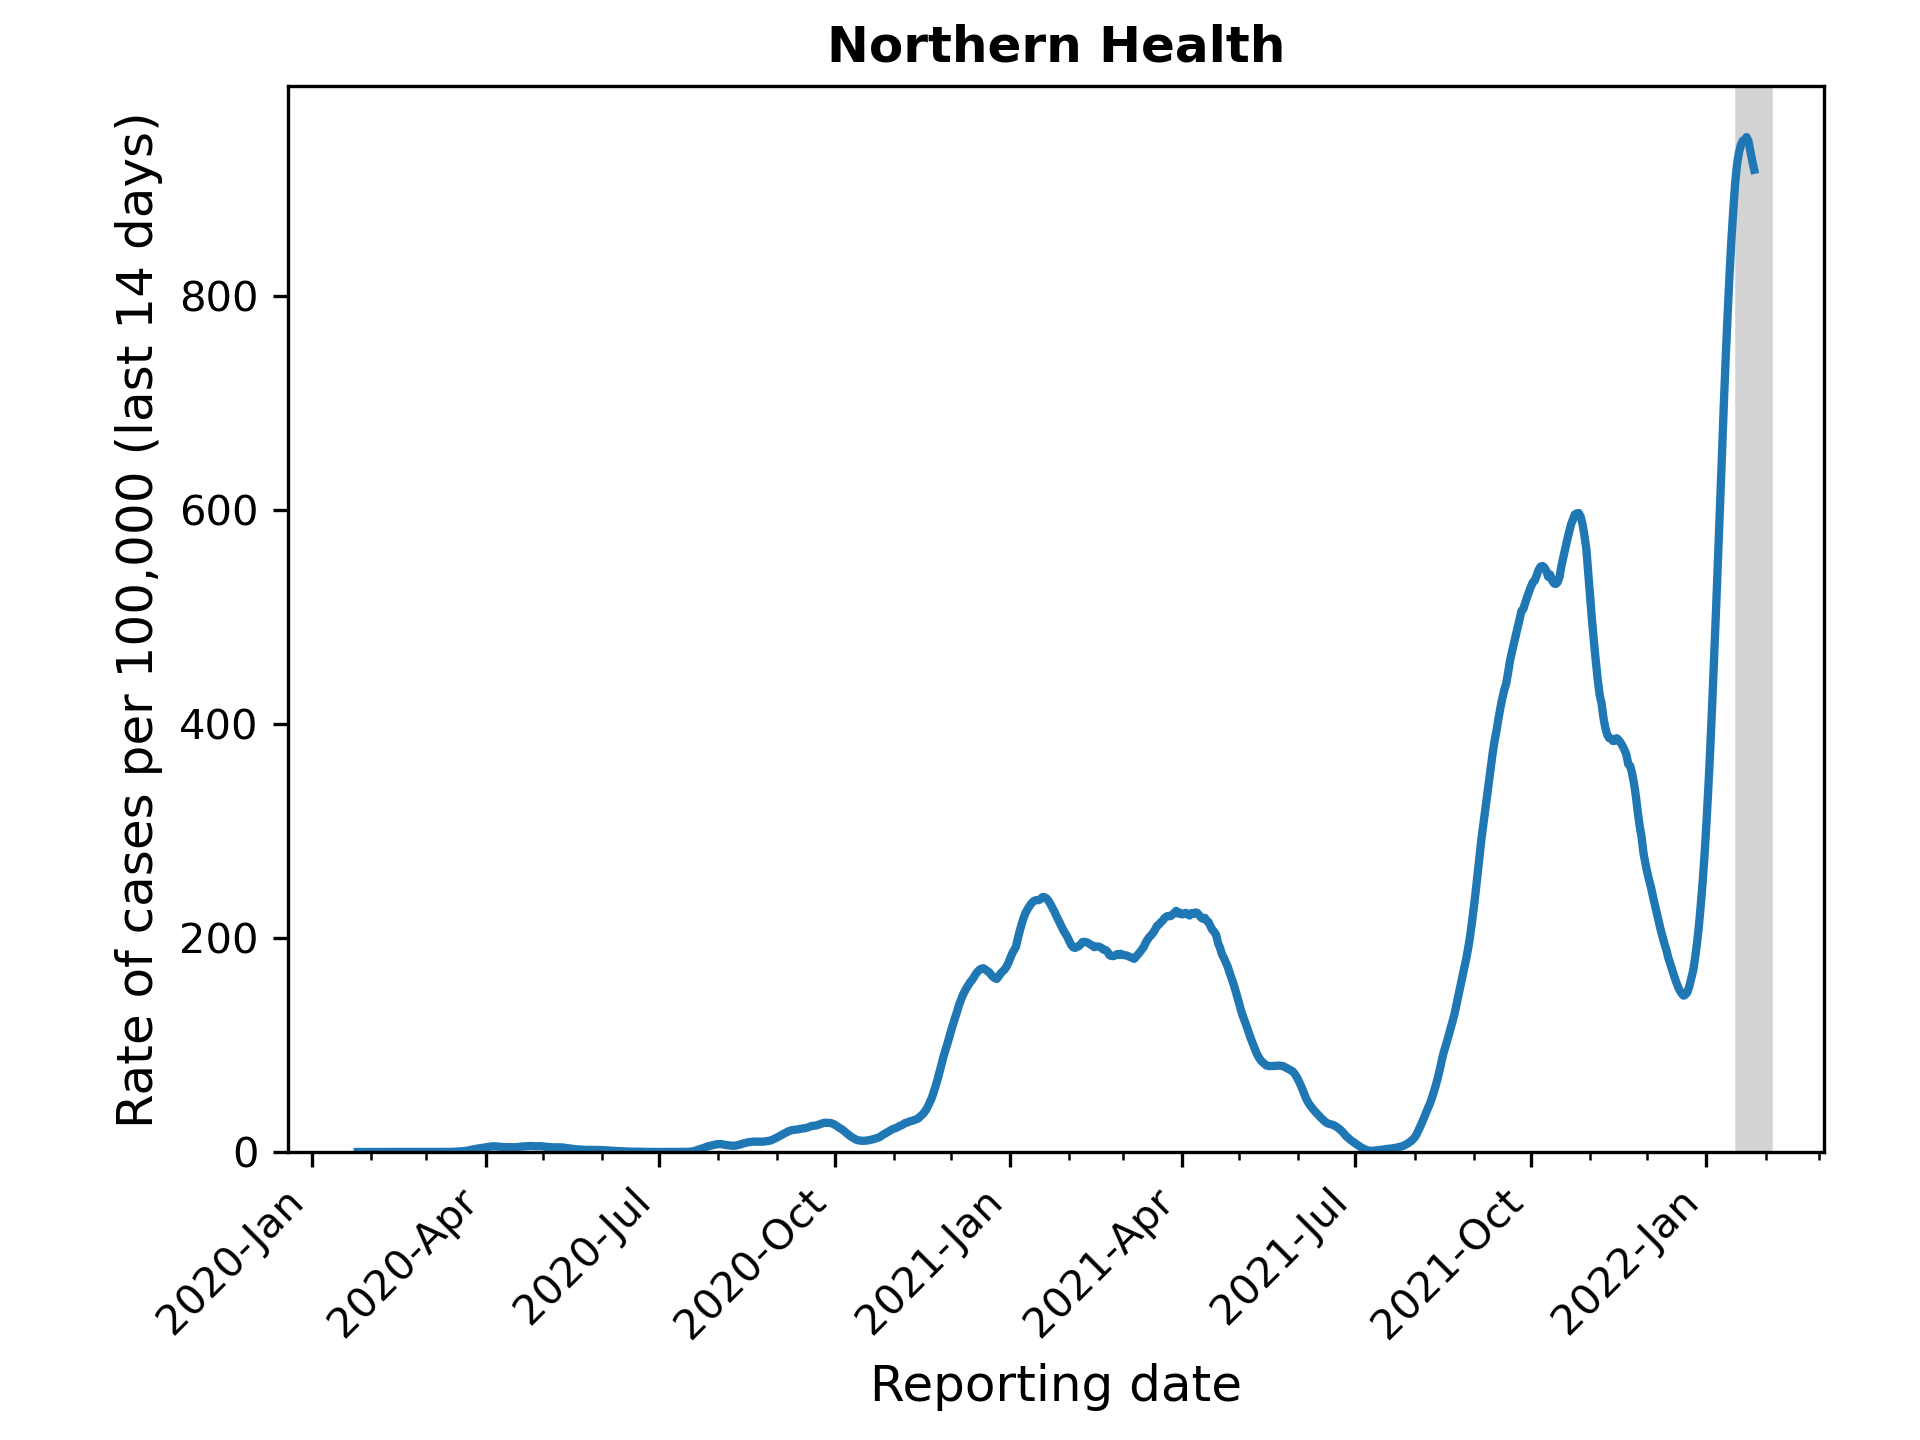 Northern Health
Rate of cases per 100,000 (last 14 days)
800
600
400
200
0
2020-Jan
2020-Apr
2020-Jul
2020-Oct
2021-Jan
2021-Apr
2021-Jul
2021-Oct
2022-Jan
Reporting date